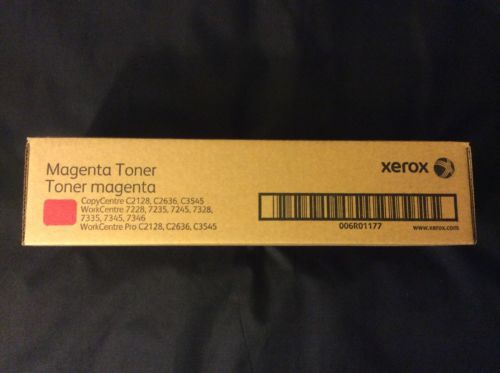 Magenta Toner
Toner magenta
CopyCentre C2128, C2636, C3545
WorkCentre 7228, 7235, 7245, 7328,
7335, 7345, 7346
WorkCentre Pro C2128, C2636, C3545
xerox
006R01177
www.xerox.com